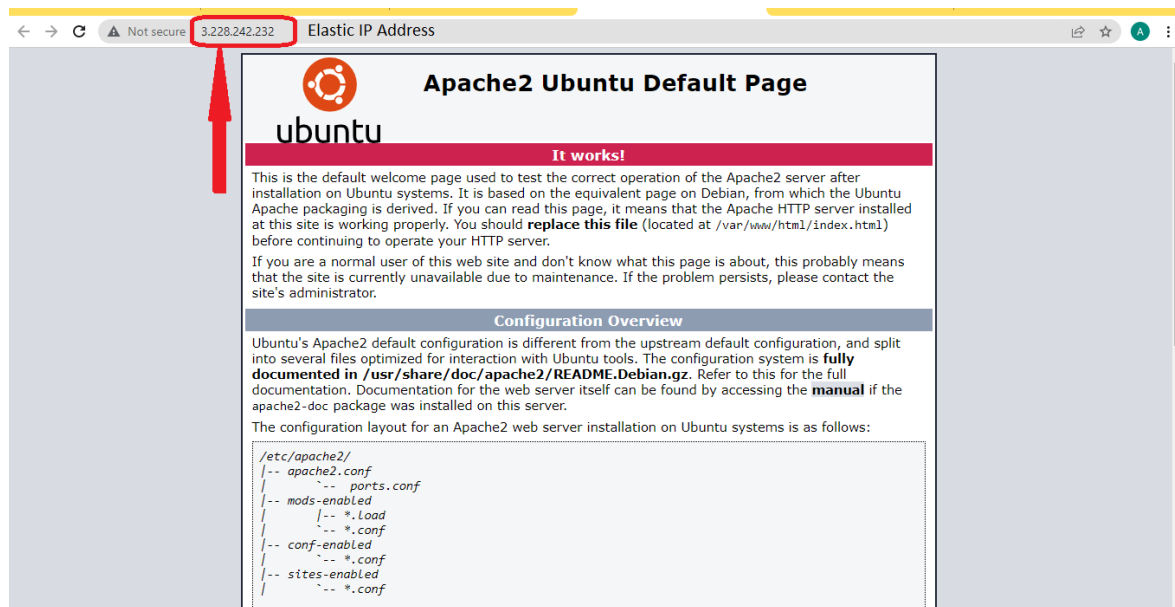 Not secure 3.228.242.232 Elastic IP Address A
Apache2 Ubuntu Default Page
ubuntu
It works!
This is the default welcome page used to test the correct operation of the Apache2 server after
installation on Ubuntu systems. It is based on the equivalent page on Debian, from which the Ubuntu
Apache packaging is derived. If you can read this page, it means that the Apache HTTP server installed
at this site is working properly. You should replace this file (located at /var/www/html/index.html)
before continuing to operate your HTTP server.
If you are a normal user of this web site and don't know what this page is about, this probably means
that the site is currently unavailable due to maintenance. If the problem persists, please contact the
site's administrator.
Configuration Overview
Ubuntu's Apache2 default configuration is different from the upstream default configuration, and split
into several files optimized for interaction with Ubuntu tools. The configuration system is fully
documented in /usr/share/doc/apache2/README.Debian.gz. Refer to this for the full
documentation. Documentation for the web server itself can be found by accessing the manual if the
apache2-doc package was installed on this server.
The configuration layout for an Apache2 web server installation on Ubuntu systems is as follows:
/etc/apache2/
|-- apache2.conf
|       `--  ports.conf
|-- mods-enabled
|       |-- *.load
|       `-- *.conf
|-- conf-enabled
|       `-- *.conf
|-- sites-enabled
|       `-- *.conf